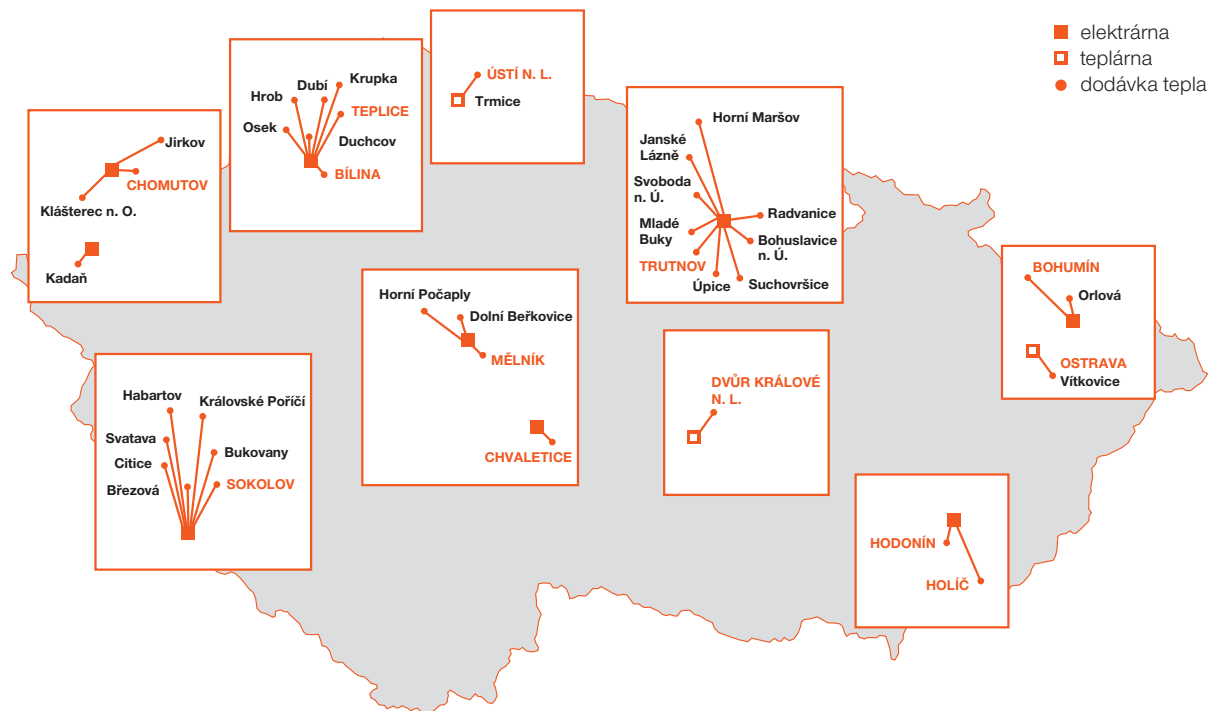 elektrárna
teplárna
dodávka tepla
Jirkov
CHOMUTOV
Klášterec n. O.
Kadaň
Krupka
Dubí
Hrob
TEPLICE
Osek
Duchcov
BÍLINA
ÚSTÍ N. L.
Trmice
Horní Maršov
Janské
Lázně
Svoboda
n. Ú.
Radvanice
Mladé
Buky
Bohuslavice
n. Ú.
TRUTNOV
Úpice
Suchovršice
BOHUMÍN
Orlová
OSTRAVA
Vítkovice
Horní Počaply
Dolní Beřkovice
MĚLNÍK
CHVALETICE
DVŮR KRÁLOVÉ
N. L.
Habartov
Královské Poříčí
Svatava
Bukovany
Citice
SOKOLOV
Březová
HODONÍN
HOLÍČ